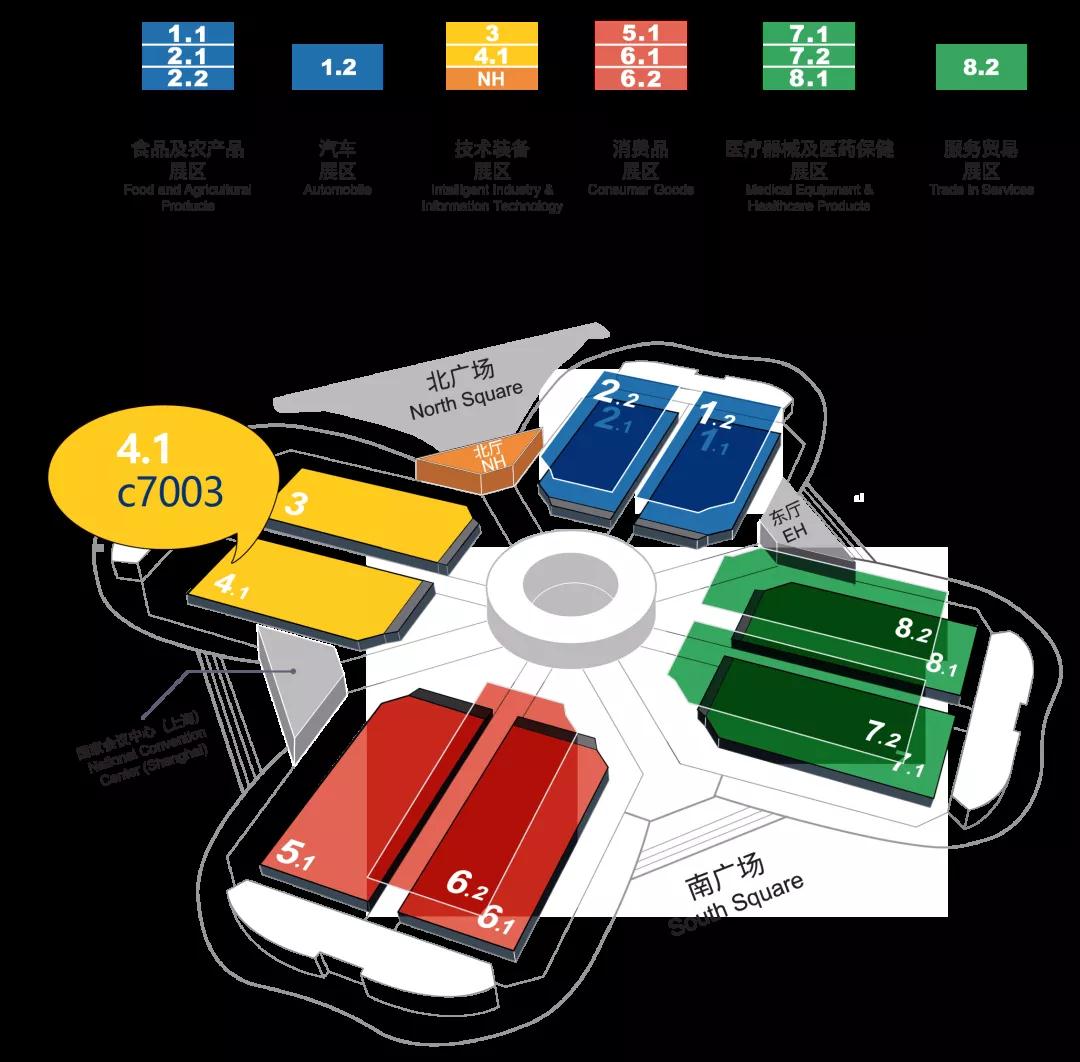 1.1
2.1
2.2
1.2
3
4.1
NH
5.1
6.1
6.2
7.1
7.2
8.1
8.2
食品及农产品
展区
Food and Agricultural
Products
汽车
展区
Automobile
技术装备
展区
Intelligent Industry &
Information Technology
消费品
展区
Consumer Goods
医疗器械及医药保健
展区
Medical Equipment &
Healthcare Products
服务贸易
展区
Trade in Services
北广场
North Square
2.2
2.1
1.2
1.1
北厅
NH
4.1
c7003
3
4.1
东厅
EH
8.2
8.1
7.2
7.1
国家会议中心（上海）
National Convention
Center (Shanghai)
5.1
6.2
6.1
南广场
South Square